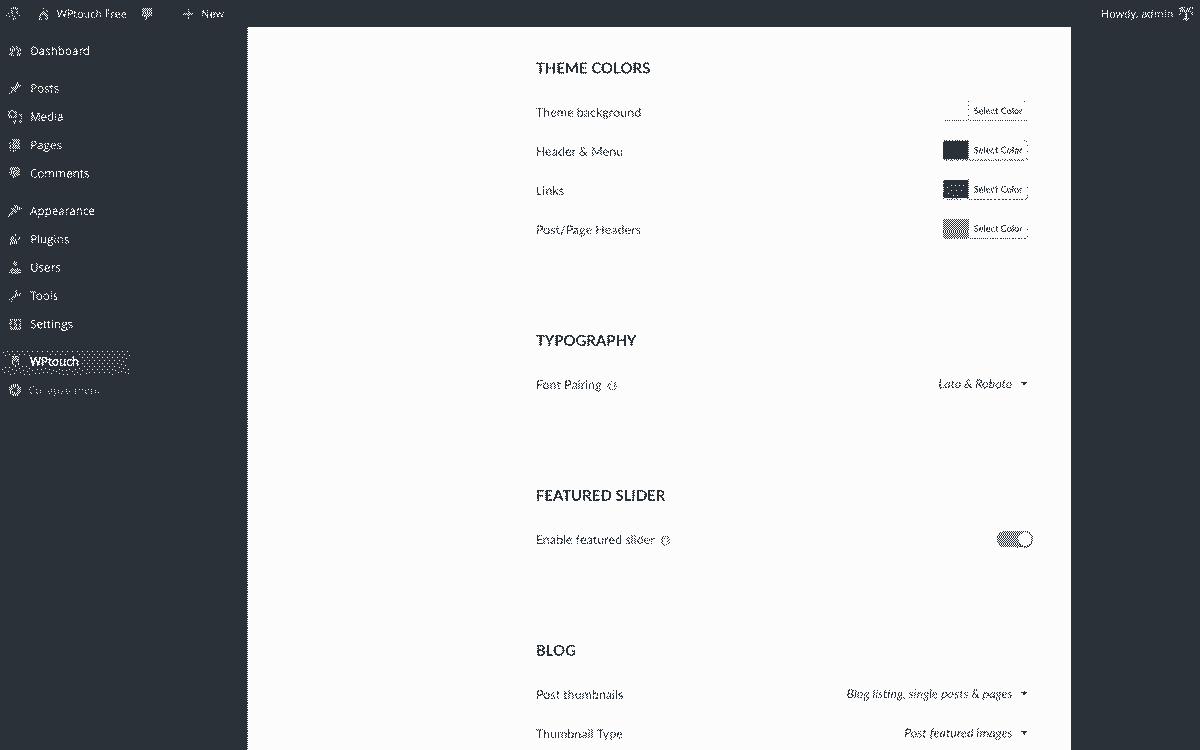 WPtouch Free
New
Howdy, admin
Dashboard
Posts
Media
Pages
Comments
Appearance
Plugins
Users
Tools
Settings
WPtouch
Collapse menu
THEME COLORS
Theme background
Select Color
Header & Menu
Select Color
Links
Select Color
Post/Page Headers
Select Color
TYPOGRAPHY
Font Pairing
Lato & Roboto
FEATURED SLIDER
Enable featured slider
BLOG
Post thumbnails
Blog listing, single posts & pages
Thumbnail Type
Post featured images